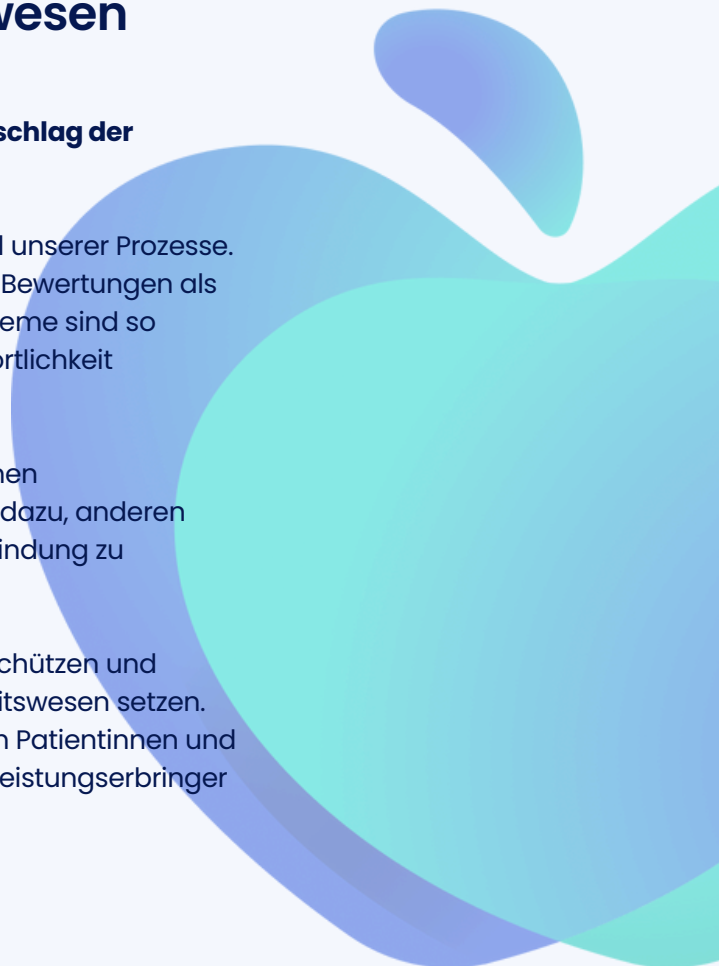 wesen
schlag der
l unserer Prozesse.
Bewertungen als
eme sind so
ortlichkeit
nen
dazu, anderen
indung zu
chützen und
itswesen setzen.
n Patientinnen und
eistungserbringer